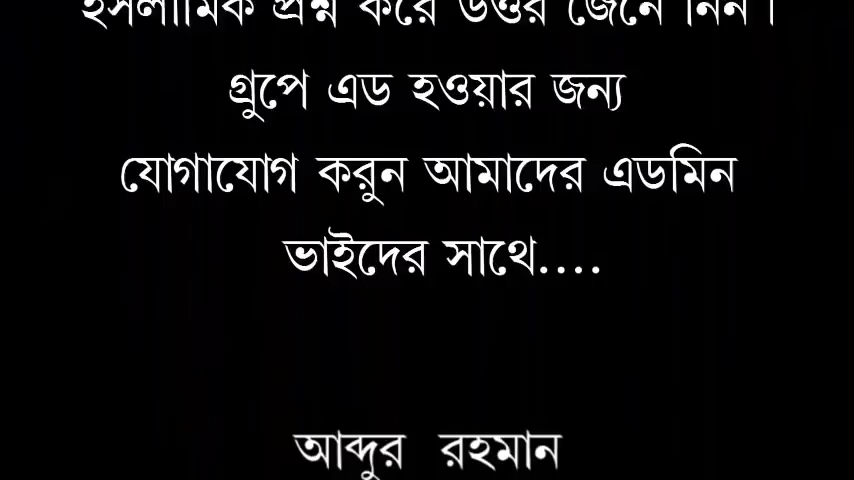 ইসলামিক প্রশ্ন করে উত্তর জেনে নিন।
গ্রুপে এড হওয়ার জন্য
যোগাযোগ করুন আমাদের এডমিন
ভাইদের সাথে....
আব্দুর রহমান